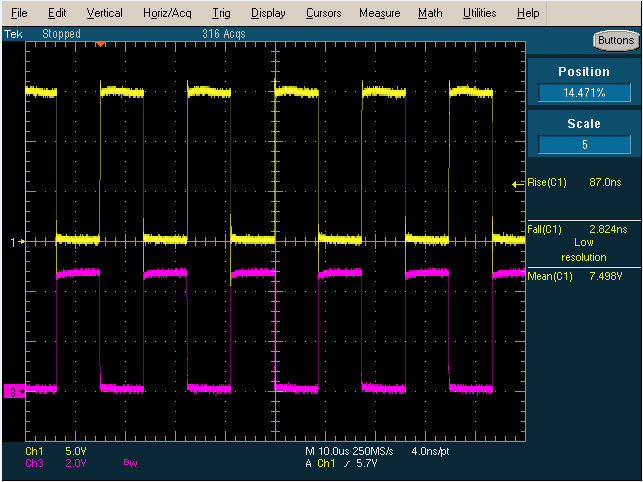 File Edit Vertical Horiz/Acq Trig Display Cursors Measure Math Utilities Help
Tek Stopped 316 Acqs
Buttons
Position
14.471%
Scale
5
Rise(C1) 87.0ns
Fall(C1) 2.824ns
Low
resolution
Mean(C1) 7.498V
1
3
Ch1 5.0V M 10.0us 250MS/s 4.0ns/pt
Ch3 2.0V Bw A Ch1 5.7V